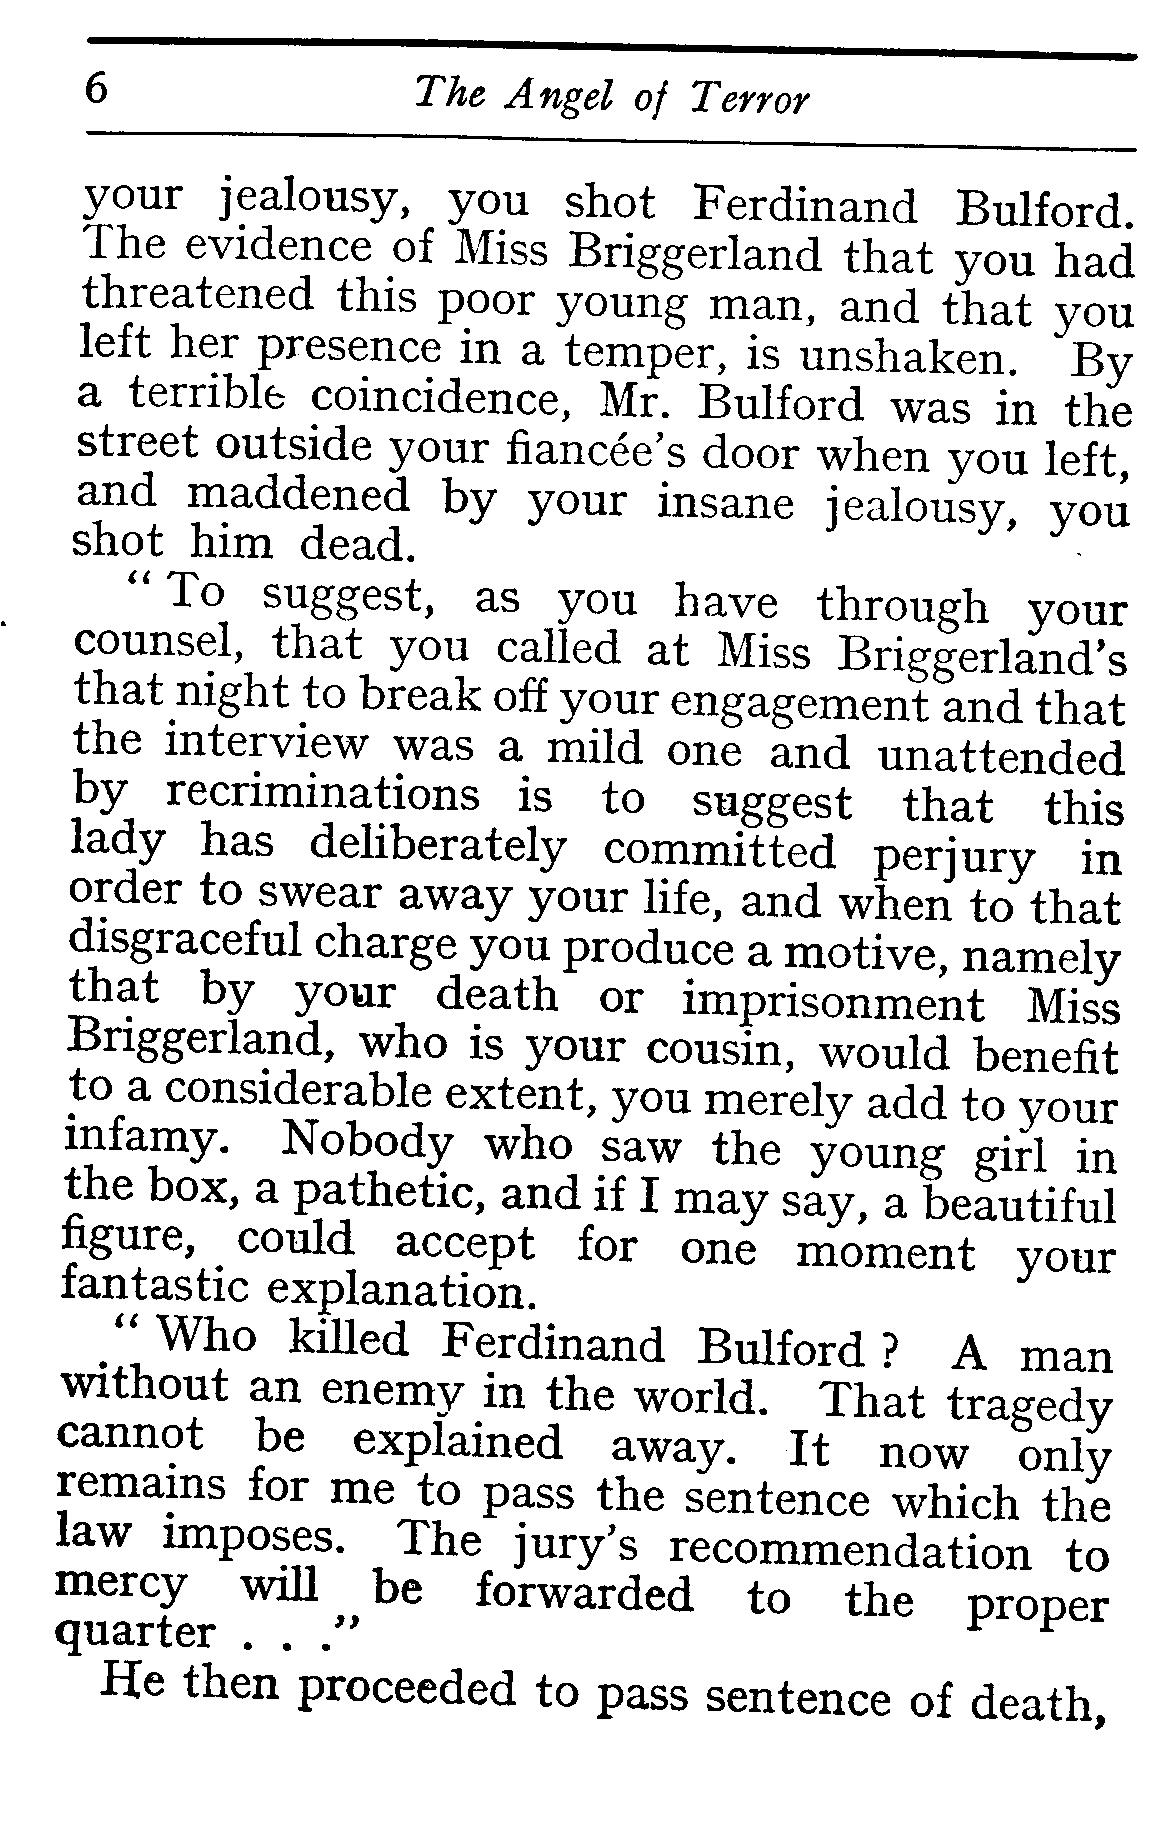 6 The Angel of Terror
your jealousy, you shot Ferdinand Bulford.
The evidence of Miss Briggerland that you had
threatened this poor young man, and that you
left her presence in a temper, is unshaken. By
a terrible coincidence, Mr. Bulford was in the
street outside your fiancée's door when you left,
and maddened by your insane jealousy, you
shot him dead.
“ To suggest, as you have through your
counsel, that you called at Miss Briggerland's
that night to break off your engagement and that
the interview was a mild one and unattended
by recriminations is to suggest that this
lady has deliberately committed perjury in
order to swear away your life, and when to that
disgraceful charge you produce a motive, namely
that by your death or imprisonment Miss
Briggerland, who is your cousin, would benefit
to a considerable extent, you merely add to your
infamy. Nobody who saw the young girl in
the box, a pathetic, and if I may say, a beautiful
figure, could accept for one moment your
fantastic explanation.
“ Who killed Ferdinand Bulford ? A man
without an enemy in the world. That tragedy
cannot be explained away. It now only
remains for me to pass the sentence which the
law imposes. The jury's recommendation to
mercy will be forwarded to the proper
quarter . . .”
He then proceeded to pass sentence of death,